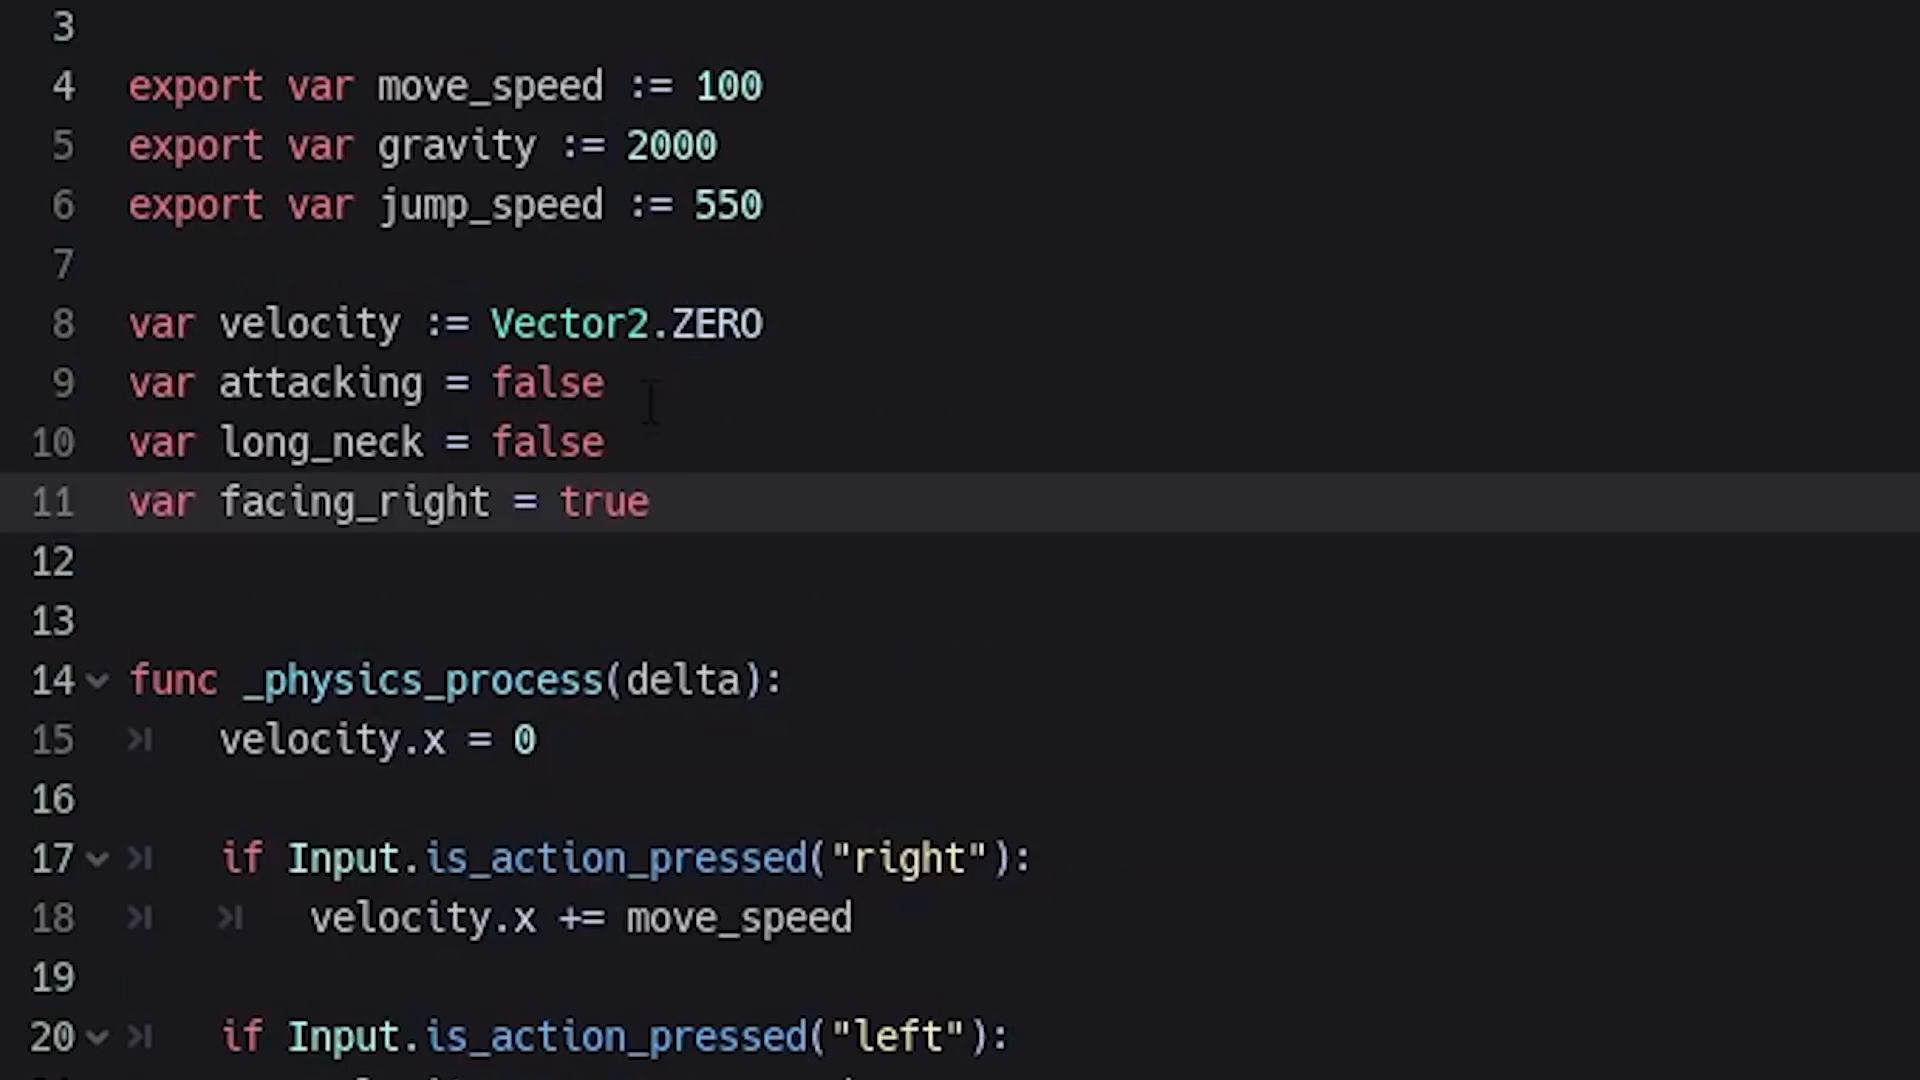 3
4 export var move_speed := 100
5 export var gravity := 2000
6 export var jump_speed := 550
7
8 var velocity := Vector2.ZERO
9 var attacking = false
10 var long_neck = false
11 var facing_right = true
12
13
14 func _physics_process(delta):
15 velocity.x = 0
16
17 if Input.is_action_pressed("right"):
18 velocity.x += move_speed
19
20 if Input.is_action_pressed("left"):